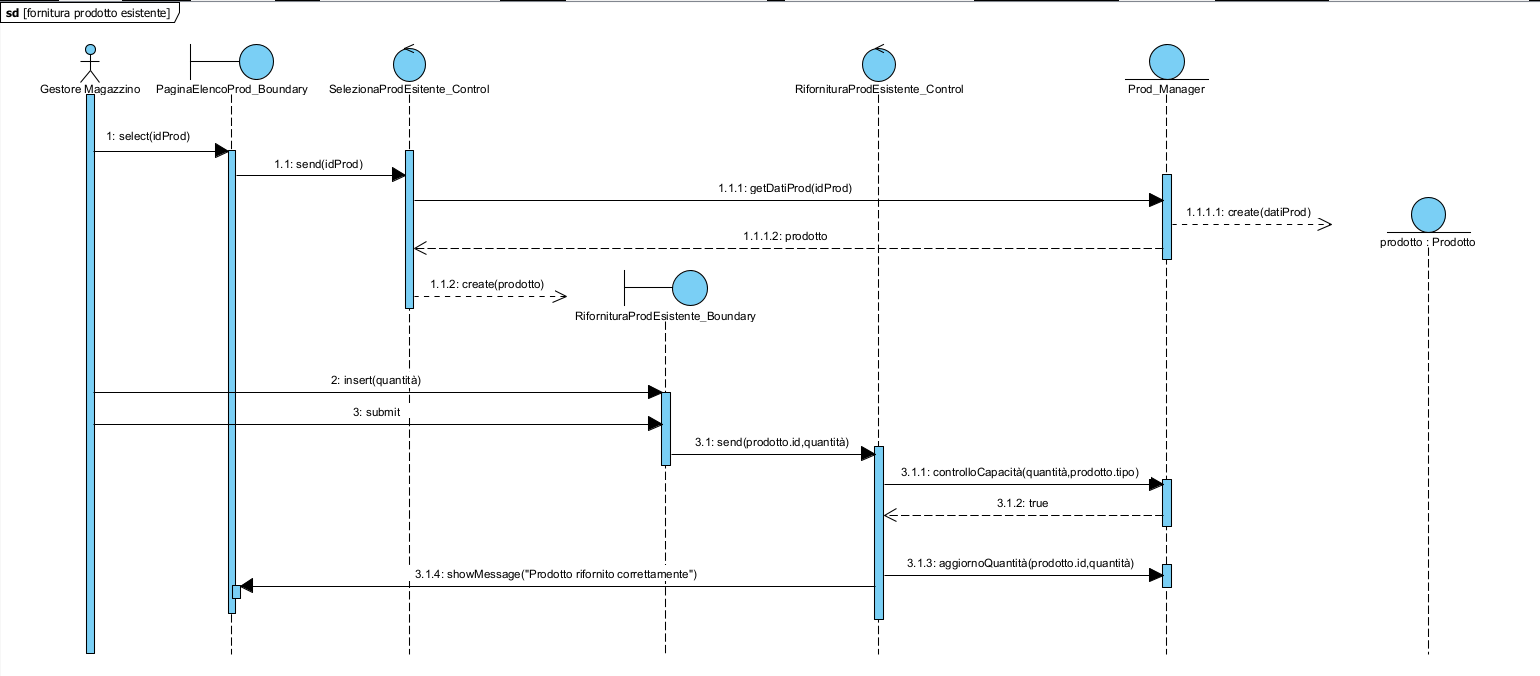 sd [fornitura prodotto esistente]
Gestore Magazzino
PaginaElencoProd_Boundary
SelezionaProdEsitente_Control
RifornituraProdEsistente_Control
Prod_Manager
1: select(idProd)
1.1: send(idProd)
1.1.1: getDatiProd(idProd)
1.1.1.1: create(datiProd)
prodotto : Prodotto
1.1.1.2: prodotto
1.1.2: create(prodotto)
RifornituraProdEsistente_Boundary
2: insert(quantità)
3: submit
3.1: send(prodotto.id,quantità)
3.1.1: controlloCapacità(quantità,prodotto.tipo)
3.1.2: true
3.1.3: aggiornoQuantità(prodotto.id,quantità)
3.1.4: showMessage("Prodotto rifornito correttamente")